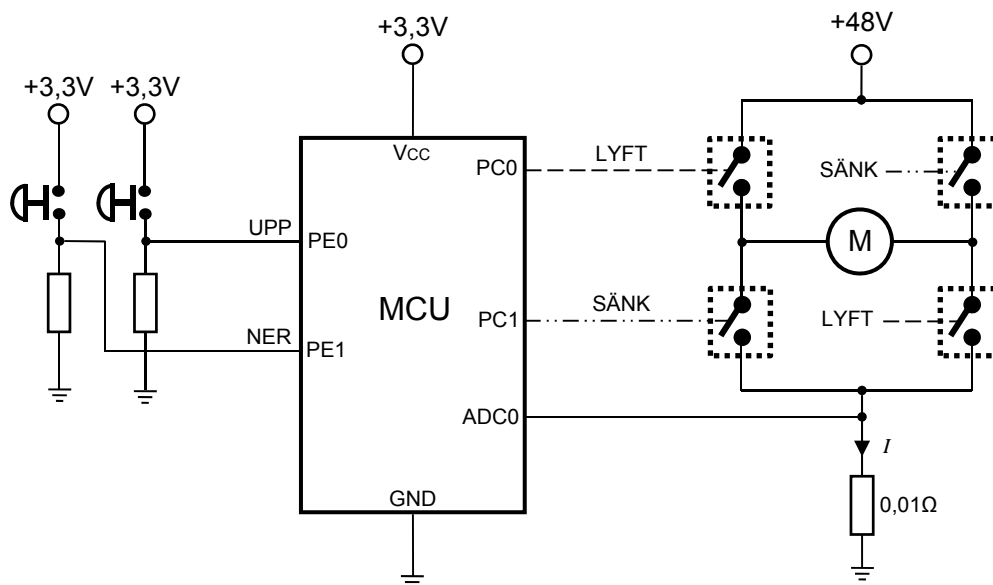 +3,3V
+48V
+3,3V
+3,3V
VCC
PC0
LYFT
SÄNK
UPP
PE0
M
MCU
SÄNK
PC1
LYFT
NER
PE1
ADC0
I
GND
0,01Ω